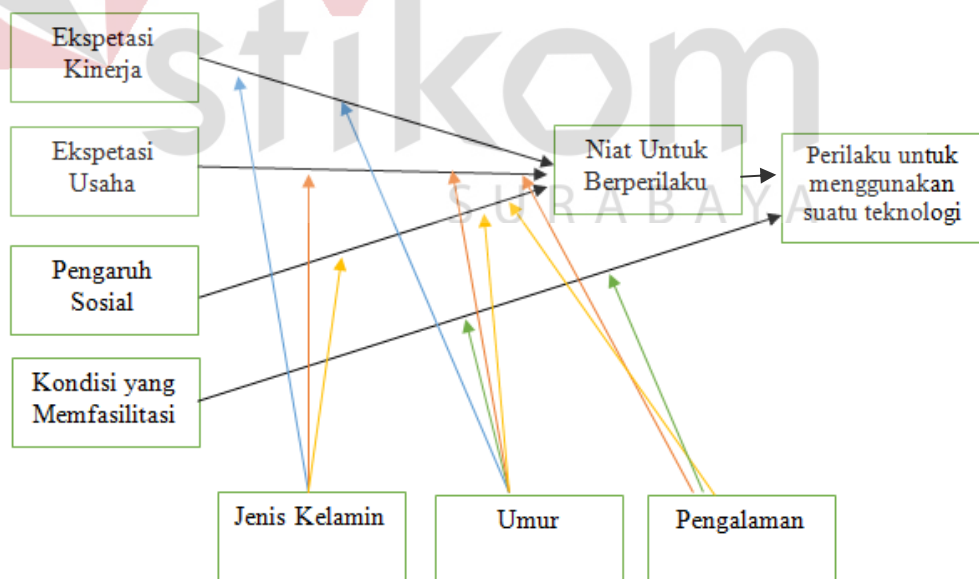 stikom
SURABAYA
Ekspetasi
Kinerja
Ekspetasi
Usaha
Niat Untuk
Berperilaku
Perilaku untuk
menggunakan
suatu teknologi
Pengaruh
Sosial
Kondisi yang
Memfasilitasi
Jenis Kelamin
Umur
Pengalaman